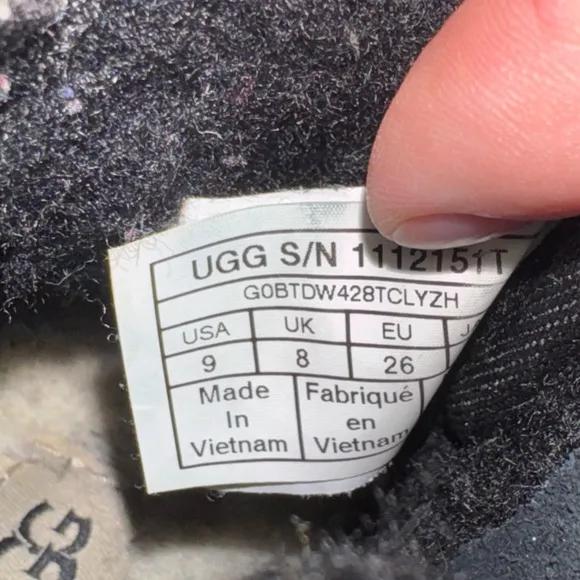 UGG S/N 1112151T
G0BTDW428TCLYZH
USA UK EU J
9 8 26
Made Fabriqué
In en
Vietnam Vietnam